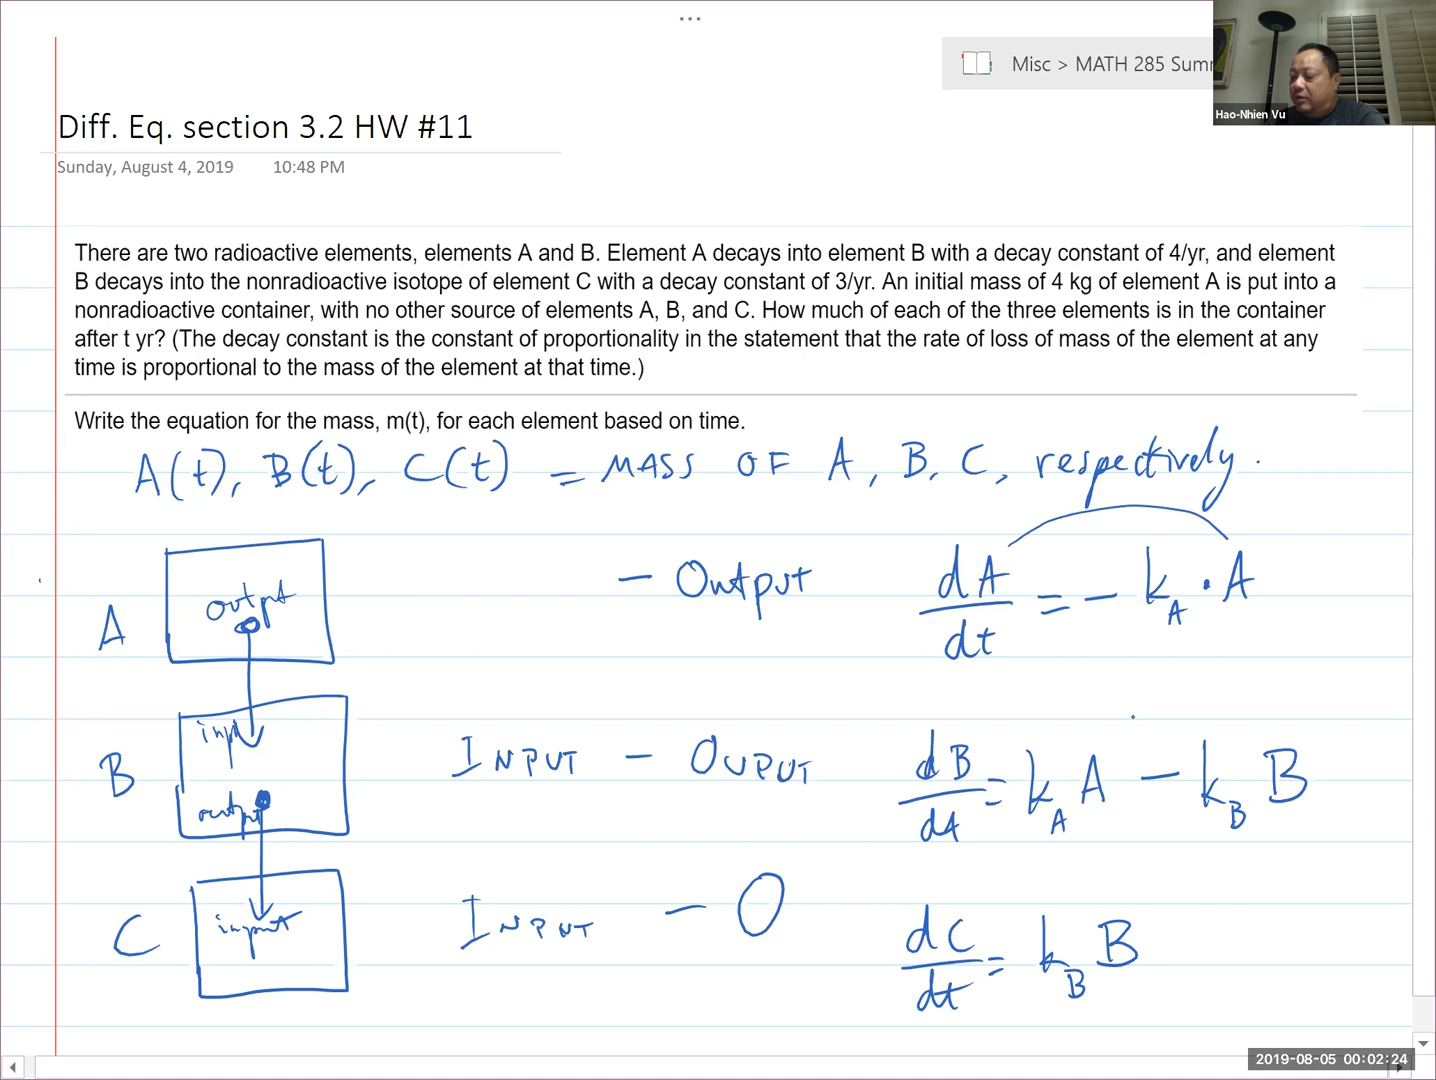 ...
Misc > MATH 285 Sum
Hao-Nhien Vu
Diff. Eq. section 3.2 HW #11
Sunday, August 4, 2019 10:48 PM
There are two radioactive elements, elements A and B. Element A decays into element B with a decay constant of 4/yr, and element
B decays into the nonradioactive isotope of element C with a decay constant of 3/yr. An initial mass of 4 kg of element A is put into a
nonradioactive container, with no other source of elements A, B, and C. How much of each of the three elements is in the container
after t yr? (The decay constant is the constant of proportionality in the statement that the rate of loss of mass of the element at any
time is proportional to the mass of the element at that time.)
Write the equation for the mass, m(t), for each element based on time.
A(t), B(t), C(t) = MASS OF A, B, C, respectively.
A output - Output dA/dt = - k_A · A
B inp INPUT - OUPUT dB/dt = k_A A - k_B B
output
C input INPUT - 0 dC/dt = k_B B
2019-08-05 00:02:24